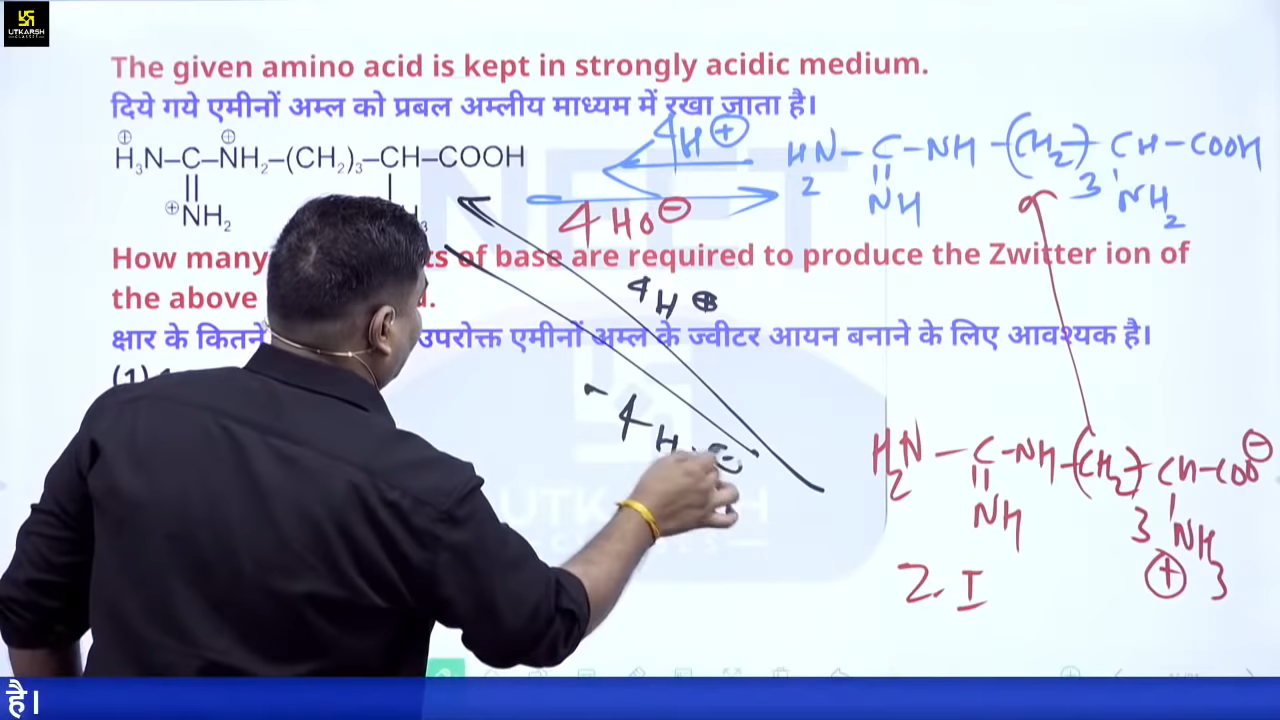 UTKARSH
CLASSES
The given amino acid is kept in strongly acidic medium.
दिये गये एमीनों अम्ल को प्रबल अम्लीय माध्यम में रखा जाता है।
4H⊕
H₂N–C–NH–(CH₂)₃–CH–COOH
NH
NH₂
⊕ ⊕
H₃N–C–NH₂–(CH₂)₃–CH–COOH
⊕NH₂
4HO⊖
How many of base are required to produce the Zwitter ion of
the above
4H⊕
क्षार के कितने उपरोक्त एमीनों अम्ल के ज्वीटर आयन बनाने के लिए आवश्यक है।
(1)
H₂N–C–NH–(CH₂)₃–CH–COO⊖
NH
NH₃
⊕
Z.I
है।